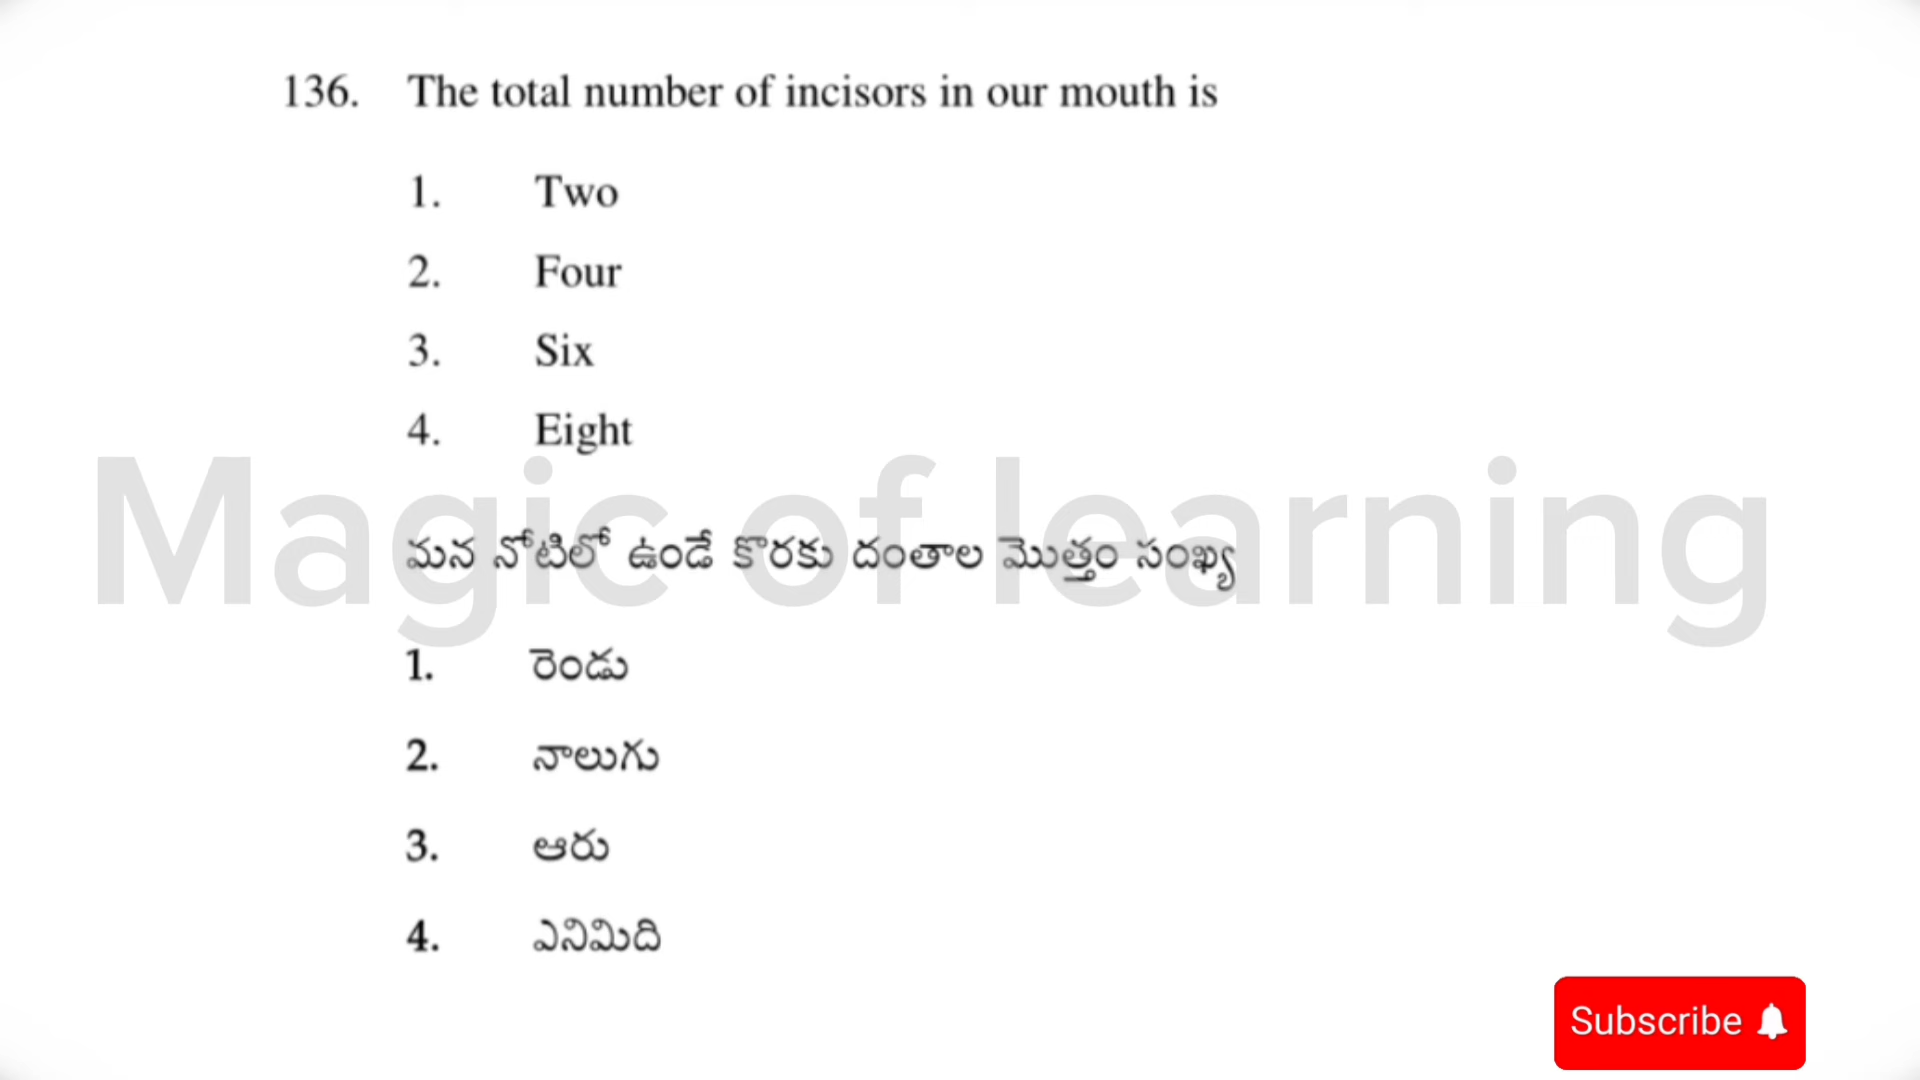 136. The total number of incisors in our mouth is
1. Two
2. Four
3. Six
4. Eight
Magic of learning
మన నోటిలో ఉండే కొరకు దంతాల మొత్తం సంఖ్య
1. రెండు
2. నాలుగు
3. ఆరు
4. ఎనిమిది
Subscribe